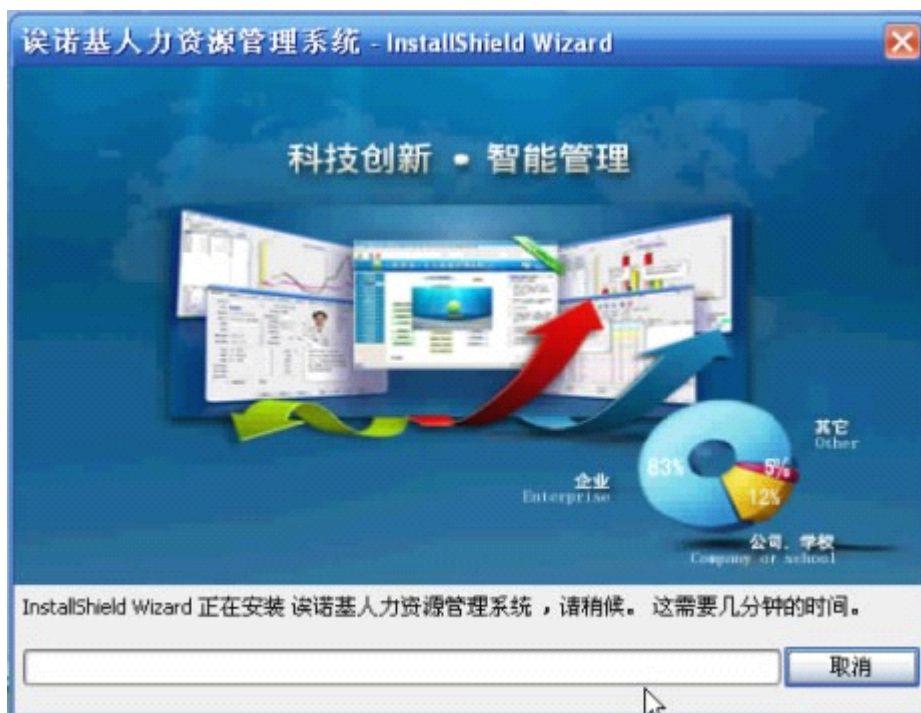 诶诺基人力资源管理系统 - InstallShield Wizard
科技创新 • 智能管理
其它
Other
83%
5%
12%
企业
Enterprise
公司、学校
Company or school
InstallShield Wizard 正在安装 诶诺基人力资源管理系统 ，请稍候。 这需要几分钟的时间。
取消